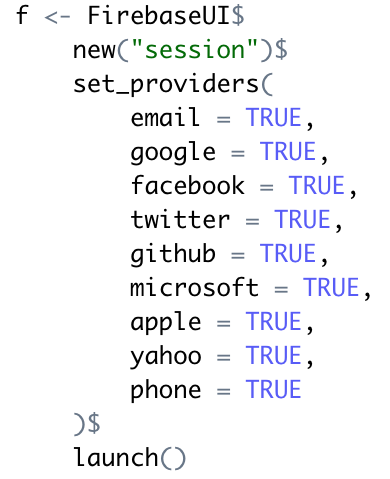 f <- FirebaseUI$
    new("session")$
    set_providers(
        email = TRUE,
        google = TRUE,
        facebook = TRUE,
        twitter = TRUE,
        github = TRUE,
        microsoft = TRUE,
        apple = TRUE,
        yahoo = TRUE,
        phone = TRUE
    )$
    launch()